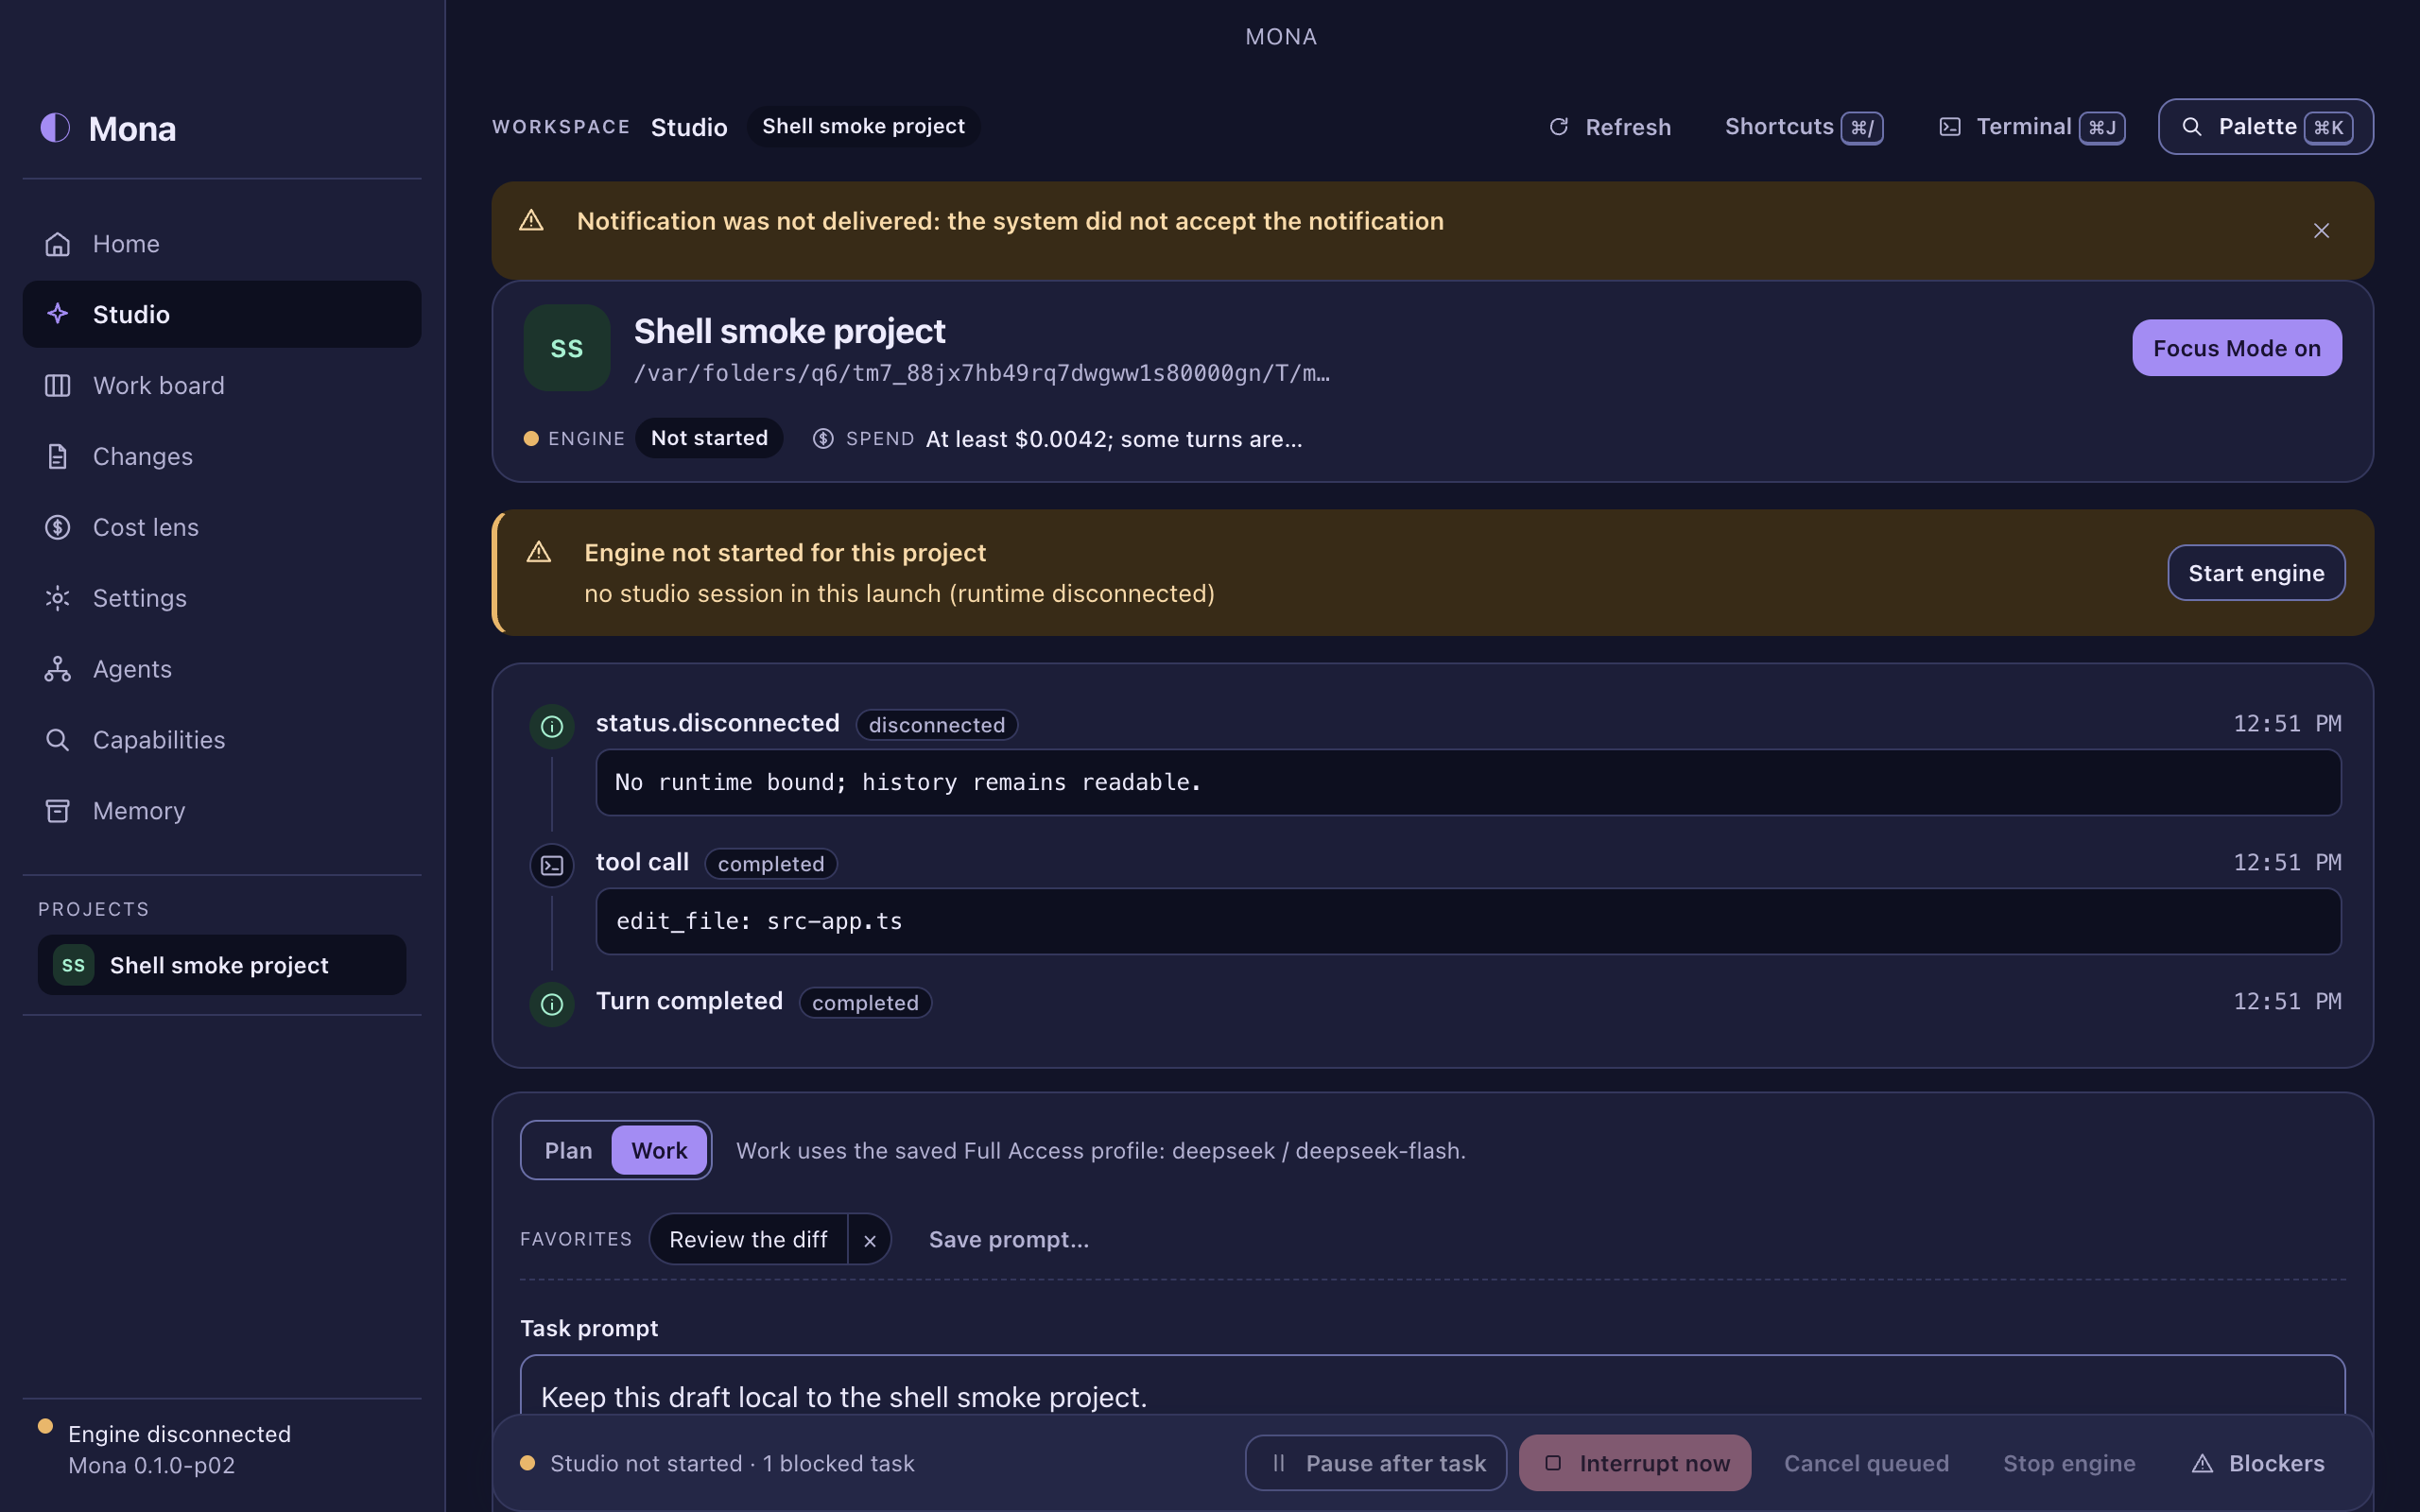 MONA
Mona
Home
Studio
Work board
Changes
Cost lens
Settings
Agents
Capabilities
Memory
PROJECTS
SS Shell smoke project
Engine disconnected
Mona 0.1.0-p02
WORKSPACE Studio Shell smoke project
Refresh Shortcuts ⌘/ Terminal ⌘J Palette ⌘K
Notification was not delivered: the system did not accept the notification
SS
Shell smoke project
/var/folders/q6/tm7_88jx7hb49rq7dwgww1s80000gn/T/m…
Focus Mode on
ENGINE Not started SPEND At least $0.0042; some turns are…
Engine not started for this project
no studio session in this launch (runtime disconnected)
Start engine
status.disconnected disconnected 12:51 PM
No runtime bound; history remains readable.
tool call completed 12:51 PM
edit_file: src-app.ts
Turn completed completed 12:51 PM
Plan Work Work uses the saved Full Access profile: deepseek / deepseek-flash.
FAVORITES Review the diff × Save prompt…
Task prompt
Keep this draft local to the shell smoke project.
Studio not started · 1 blocked task
Pause after task Interrupt now Cancel queued Stop engine Blockers